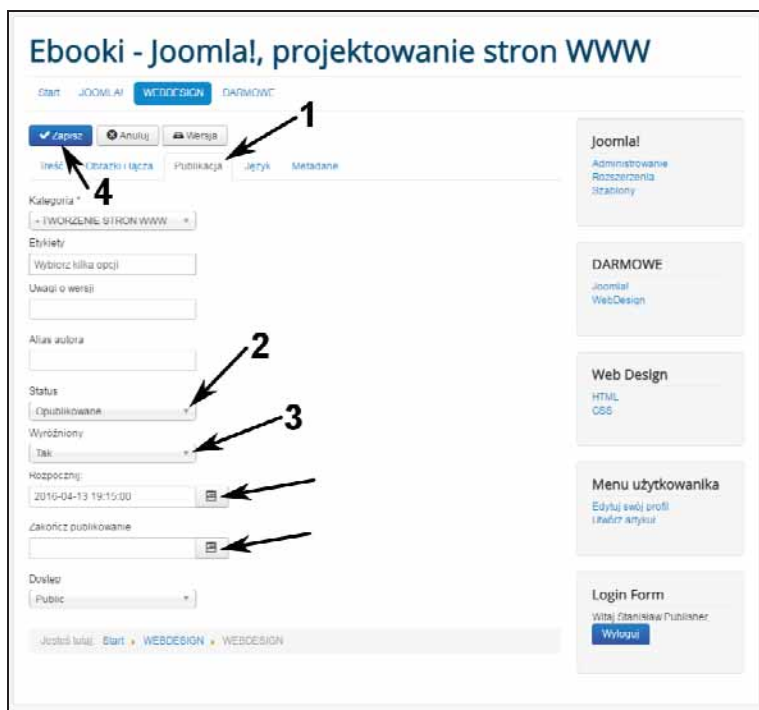 Ebooki - Joomla!, projektowanie stron WWW
Start JOOMLA! WEBDESIGN DARMOWE
1
Zapisz Anuluj Wersja
Treść Obrazki i łącza Publikacja Język Metadane
4
Kategoria *
- TWORZENIE STRON WWW
Etykiety
Wybierz kilka opcji
Uwagi o wersji
Alias autora
2
Status
Opublikowane
3
Wyróżniony
Tak
Rozpocznij:
2016-04-13 19:15:00
Zakończ publikowanie
Dostęp
Public
Jesteś tutaj: Start WEBDESIGN WEBDESIGN
Joomla!
Administrowanie
Rozszerzenia
Szablony
DARMOWE
Joomla!
WebDesign
Web Design
HTML
CSS
Menu użytkowanika
Edytuj swój profil
Utwórz artykuł
Login Form
Witaj Stanisław Publisher
Wyloguj